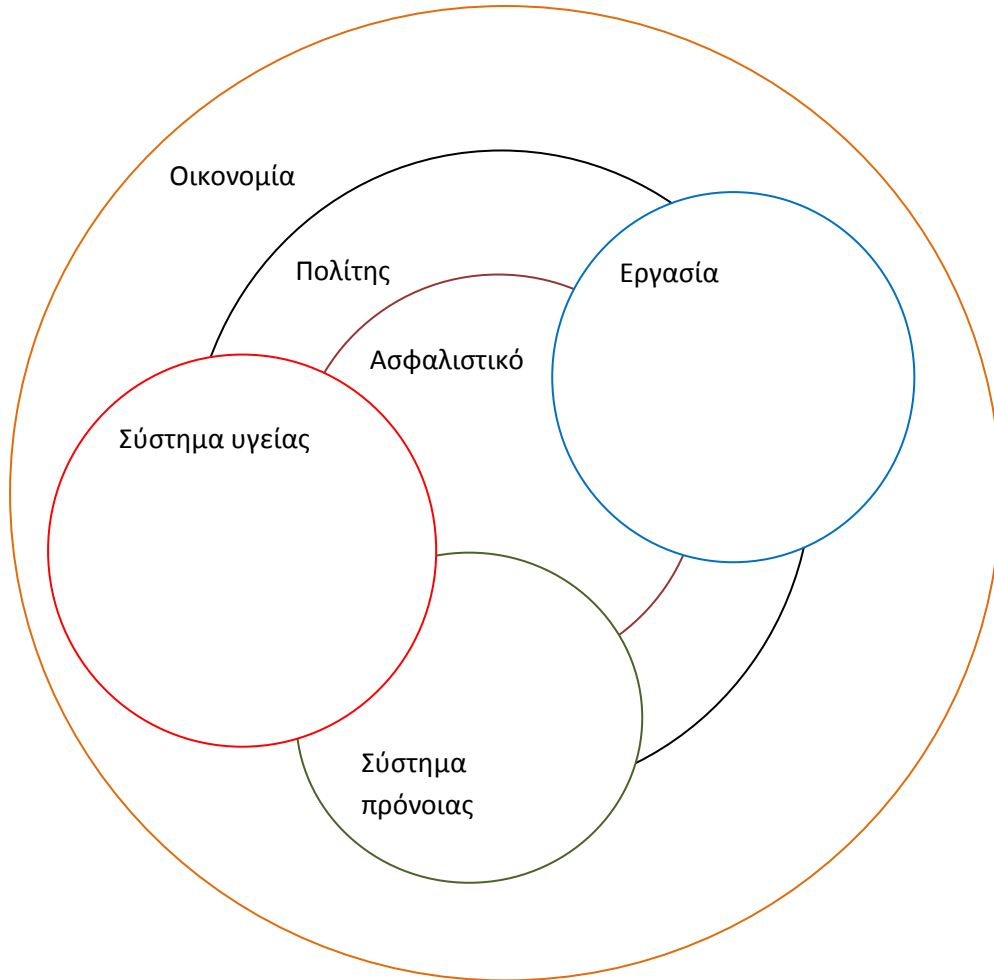 Οικονομία
Πολίτης
Εργασία
Ασφαλιστικό
Σύστημα υγείας
Σύστημα
πρόνοιας